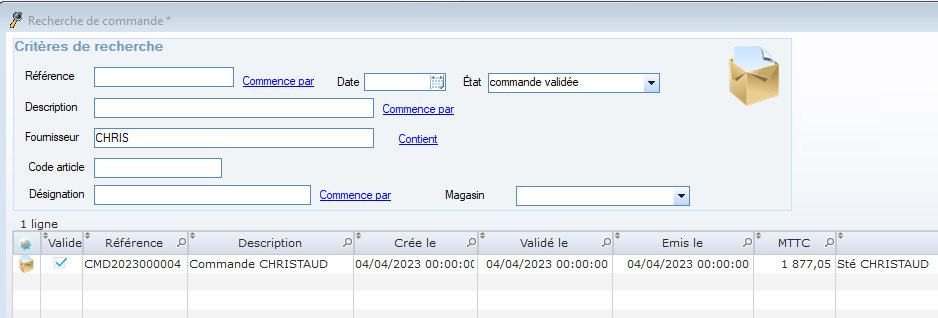 Recherche de commande *
Critères de recherche
Référence Commence par Date État commande validée
Description Commence par
Fournisseur CHRIS Contient
Code article
Désignation Commence par Magasin
1 ligne
Valide Référence Description Crée le Validé le Emis le MTTC
CMD2023000004 Commande CHRISTAUD 04/04/2023 00:00:00 04/04/2023 00:00:00 04/04/2023 00:00:00 1 877,05 Sté CHRISTAUD